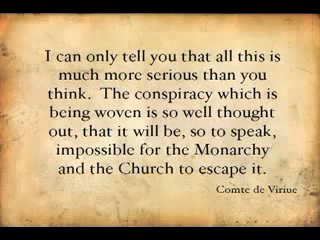 I can only tell you that all this is
much more serious than you
think.  The conspiracy which is
being woven is so well thought
out, that it will be, so to speak,
impossible for the Monarchy
and the Church to escape it.
Comte de Viriue